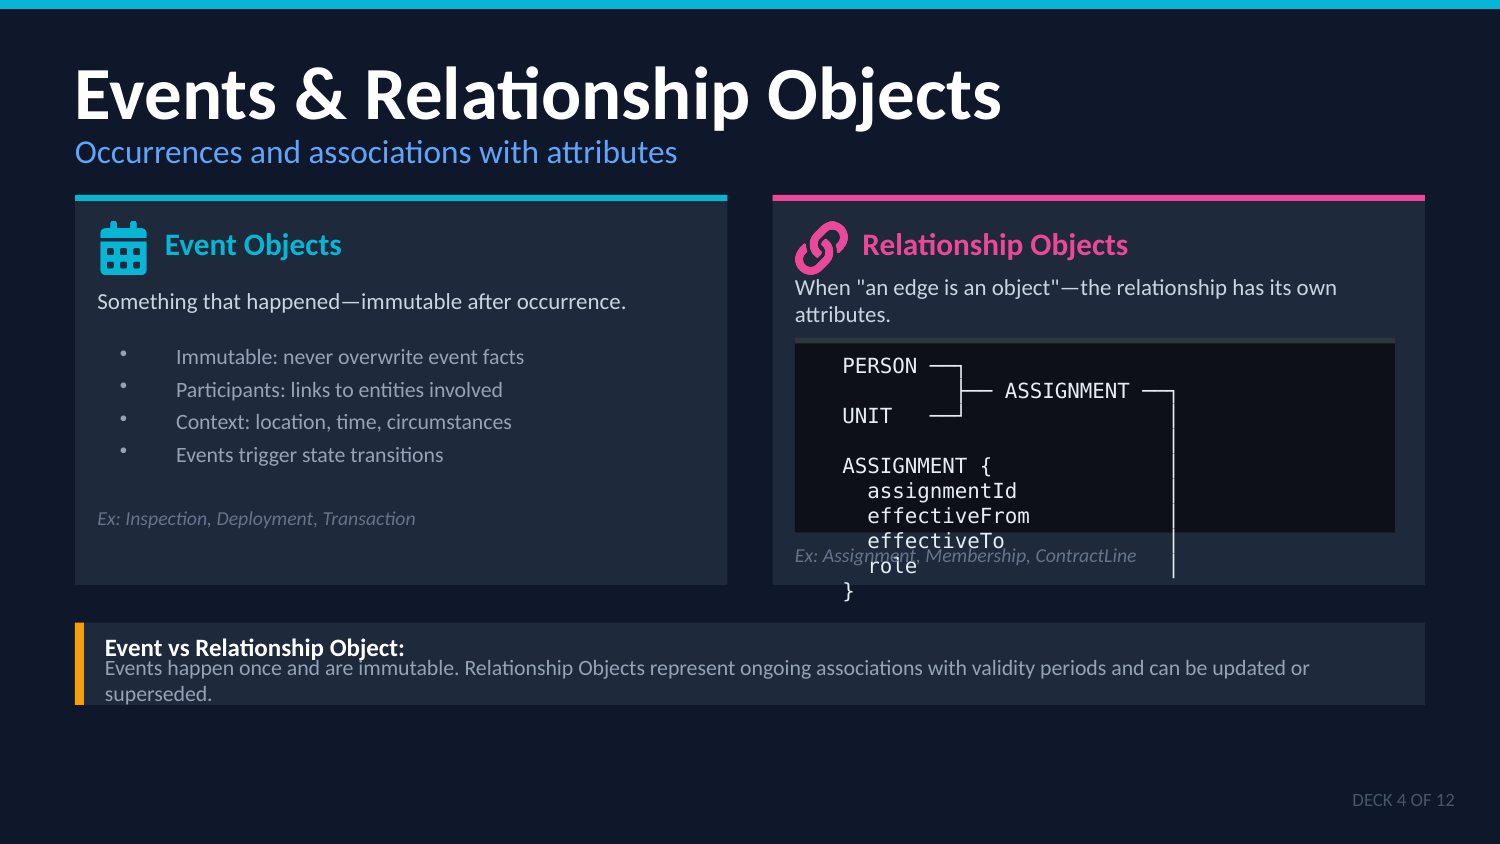 Events & Relationship Objects
Occurrences and associations with attributes
Event Objects
Something that happened—immutable after occurrence.
• Immutable: never overwrite event facts
• Participants: links to entities involved
• Context: location, time, circumstances
• Events trigger state transitions
Ex: Inspection, Deployment, Transaction
Relationship Objects
When "an edge is an object"—the relationship has its own
attributes.
PERSON ──┐
         ├── ASSIGNMENT ──┐
UNIT   ──┘                │
                          │
ASSIGNMENT {              │
  assignmentId            │
  effectiveFrom           │
  effectiveTo             │
  role                    │
}
Ex: Assignment, Membership, ContractLine
Event vs Relationship Object:
Events happen once and are immutable. Relationship Objects represent ongoing associations with validity periods and can be updated or
superseded.
DECK 4 OF 12